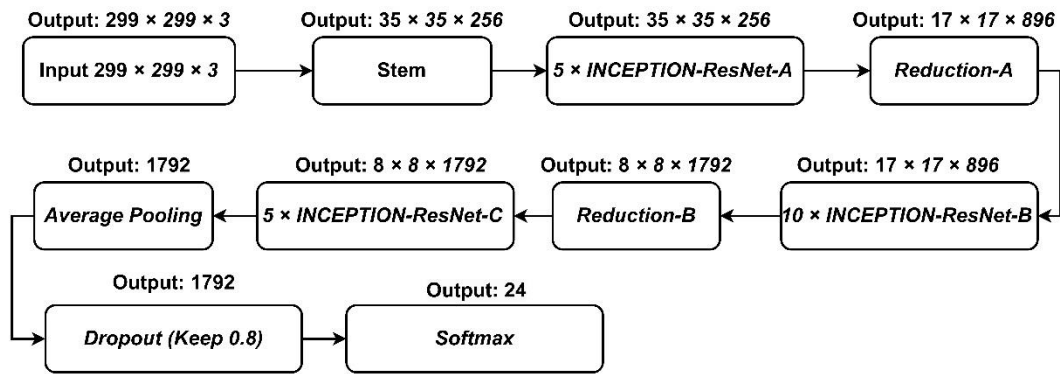 Output: 299 × 299 × 3
Output: 35 × 35 × 256
Output: 35 × 35 × 256
Output: 17 × 17 × 896
Input 299 × 299 × 3
Stem
5 × INCEPTION-ResNet-A
Reduction-A
Output: 1792
Output: 8 × 8 × 1792
Output: 8 × 8 × 1792
Output: 17 × 17 × 896
Average Pooling
5 × INCEPTION-ResNet-C
Reduction-B
10 × INCEPTION-ResNet-B
Output: 1792
Output: 24
Dropout (Keep 0.8)
Softmax